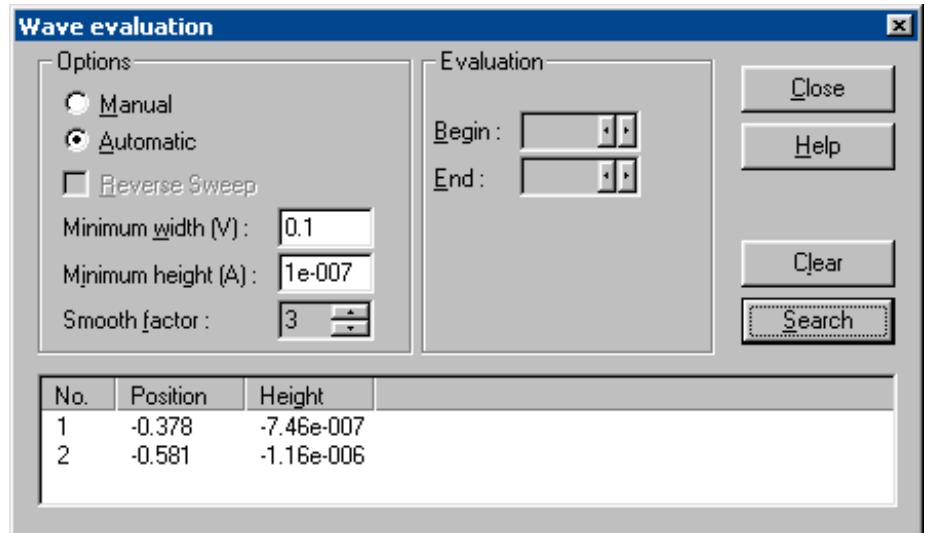 Wave evaluation
Options
Manual
Automatic
Reverse Sweep
Minimum width (V) : 0.1
Minimum height (A) : 1e-007
Smooth factor : 3
Evaluation
Begin :
End :
Close
Help
Clear
Search
No. Position Height
1 -0.378 -7.46e-007
2 -0.581 -1.16e-006